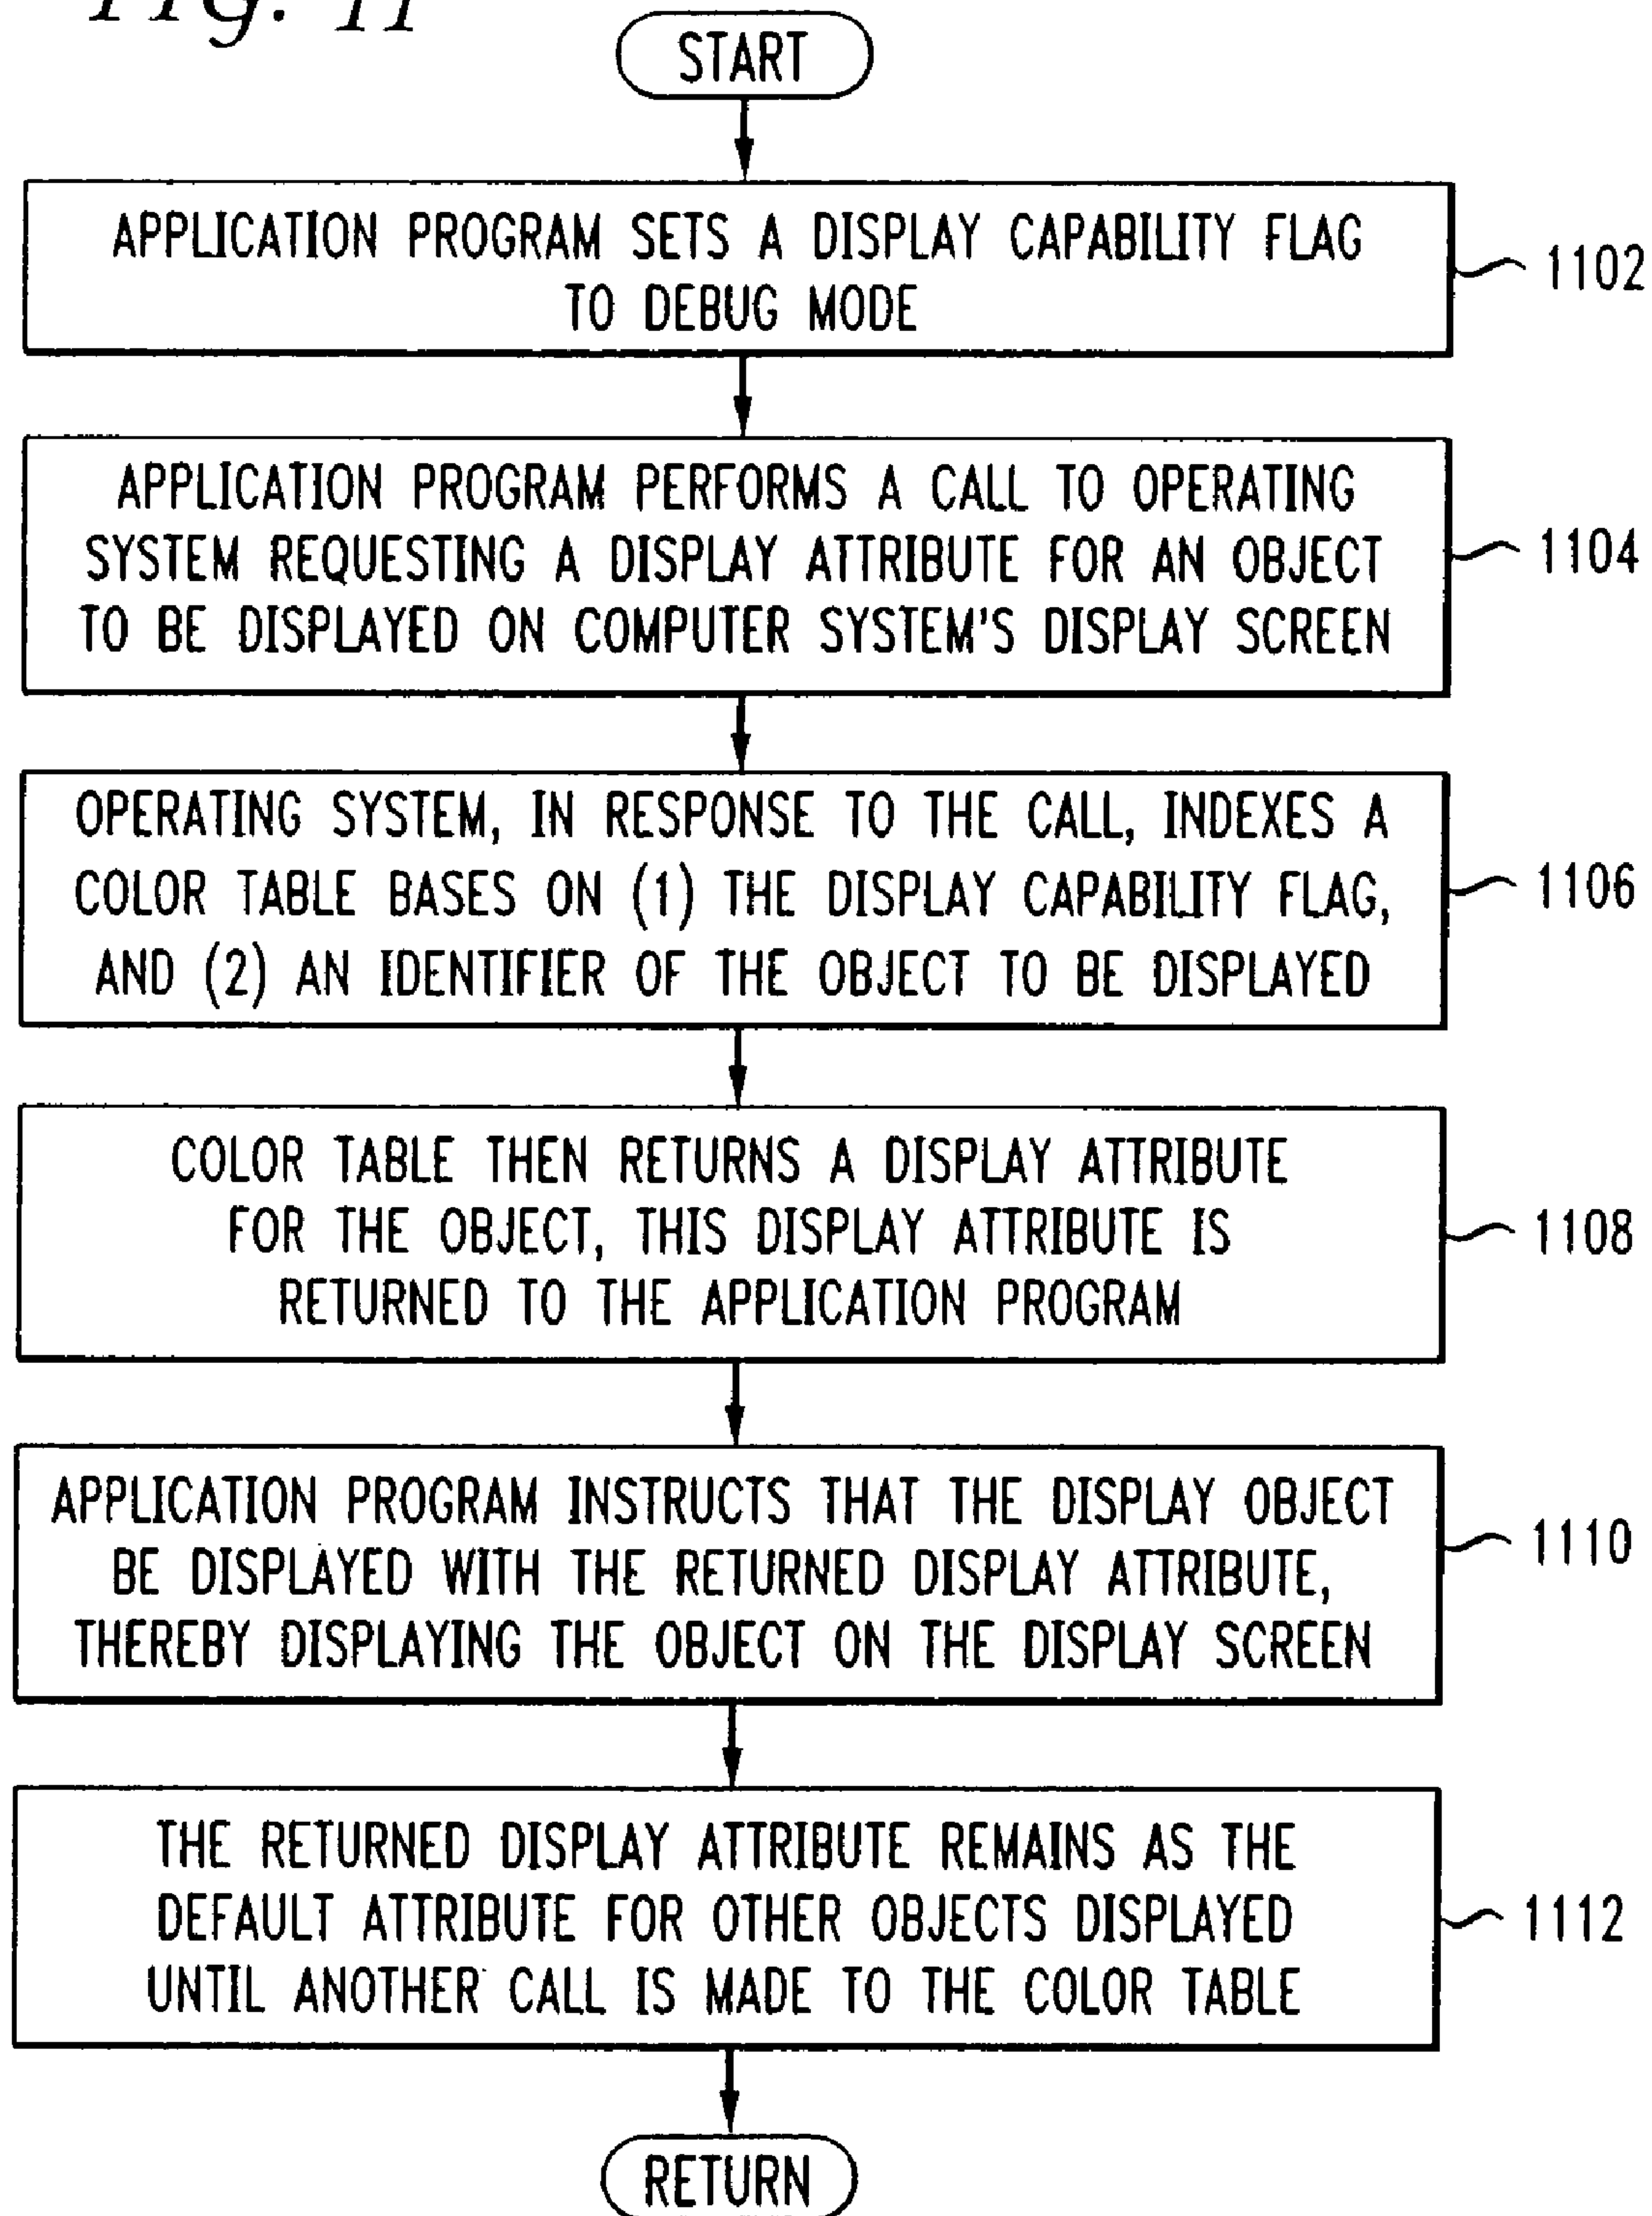 Fig. 11
START
APPLICATION PROGRAM SETS A DISPLAY CAPABILITY FLAG
TO DEBUG MODE
1102
APPLICATION PROGRAM PERFORMS A CALL TO OPERATING
SYSTEM REQUESTING A DISPLAY ATTRIBUTE FOR AN OBJECT
TO BE DISPLAYED ON COMPUTER SYSTEM'S DISPLAY SCREEN
1104
OPERATING SYSTEM, IN RESPONSE TO THE CALL, INDEXES A
COLOR TABLE BASES ON (1) THE DISPLAY CAPABILITY FLAG,
AND (2) AN IDENTIFIER OF THE OBJECT TO BE DISPLAYED
1106
COLOR TABLE THEN RETURNS A DISPLAY ATTRIBUTE
FOR THE OBJECT, THIS DISPLAY ATTRIBUTE IS
RETURNED TO THE APPLICATION PROGRAM
1108
APPLICATION PROGRAM INSTRUCTS THAT THE DISPLAY OBJECT
BE DISPLAYED WITH THE RETURNED DISPLAY ATTRIBUTE,
THEREBY DISPLAYING THE OBJECT ON THE DISPLAY SCREEN
1110
THE RETURNED DISPLAY ATTRIBUTE REMAINS AS THE
DEFAULT ATTRIBUTE FOR OTHER OBJECTS DISPLAYED
UNTIL ANOTHER CALL IS MADE TO THE COLOR TABLE
1112
RETURN